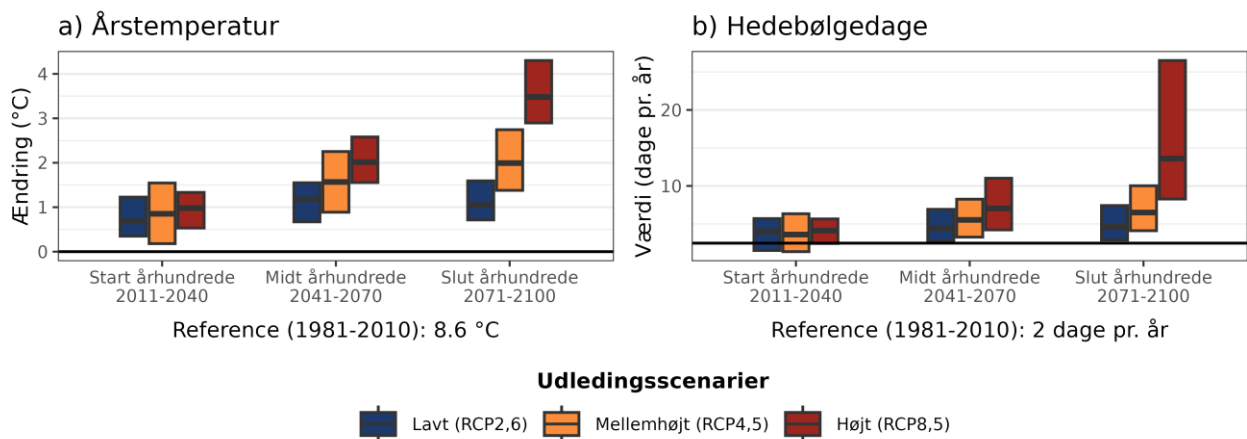 a) Årstemperatur
Ændring (°C)
4
3
2
1
0
Start århundrede
2011-2040
Midt århundrede
2041-2070
Slut århundrede
2071-2100
Reference (1981-2010): 8.6 °C
b) Hedebølgedage
Værdi (dage pr. år)
20
10
Start århundrede
2011-2040
Midt århundrede
2041-2070
Slut århundrede
2071-2100
Reference (1981-2010): 2 dage pr. år
Udledingsscenarier
Lavt (RCP2,6)
Mellemhøjt (RCP4,5)
Højt (RCP8,5)